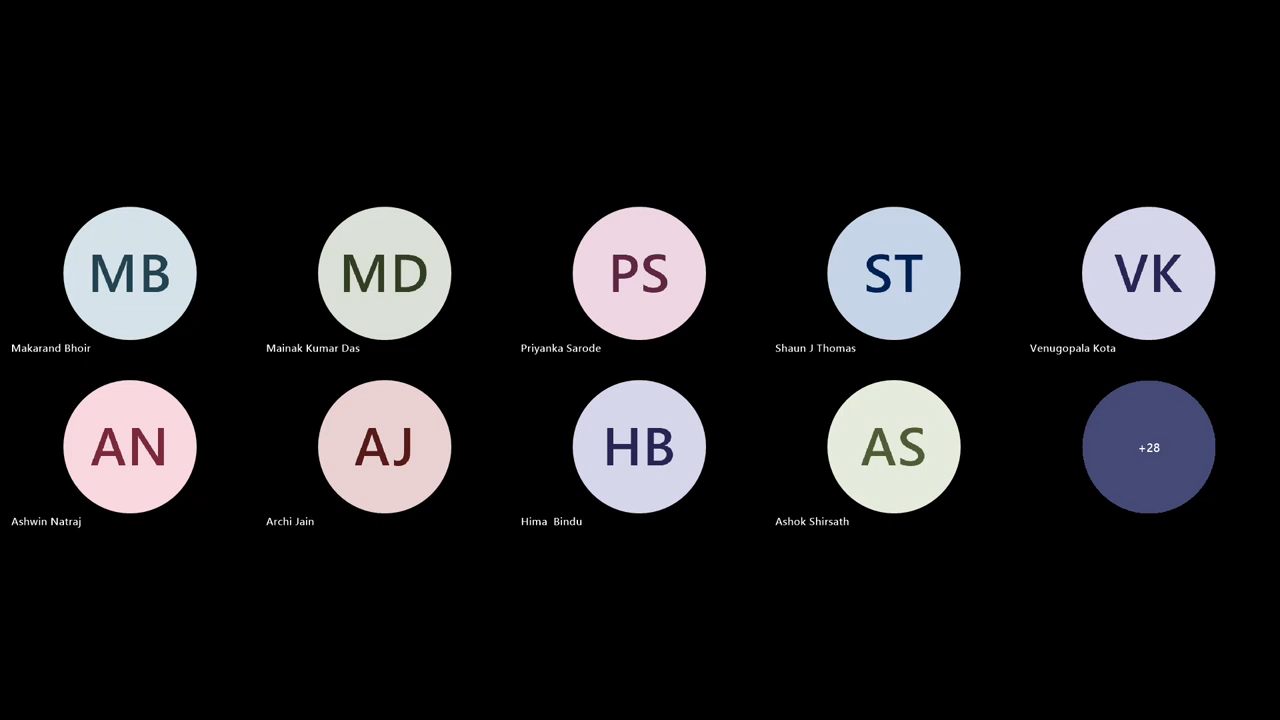 MB
MD
PS
ST
VK
Makarand Bhoir
Mainak Kumar Das
Priyanka Sarode
Shaun J Thomas
Venugopala Kota
AN
AJ
HB
AS
+28
Ashwin Natraj
Archi Jain
Hima  Bindu
Ashok Shirsath